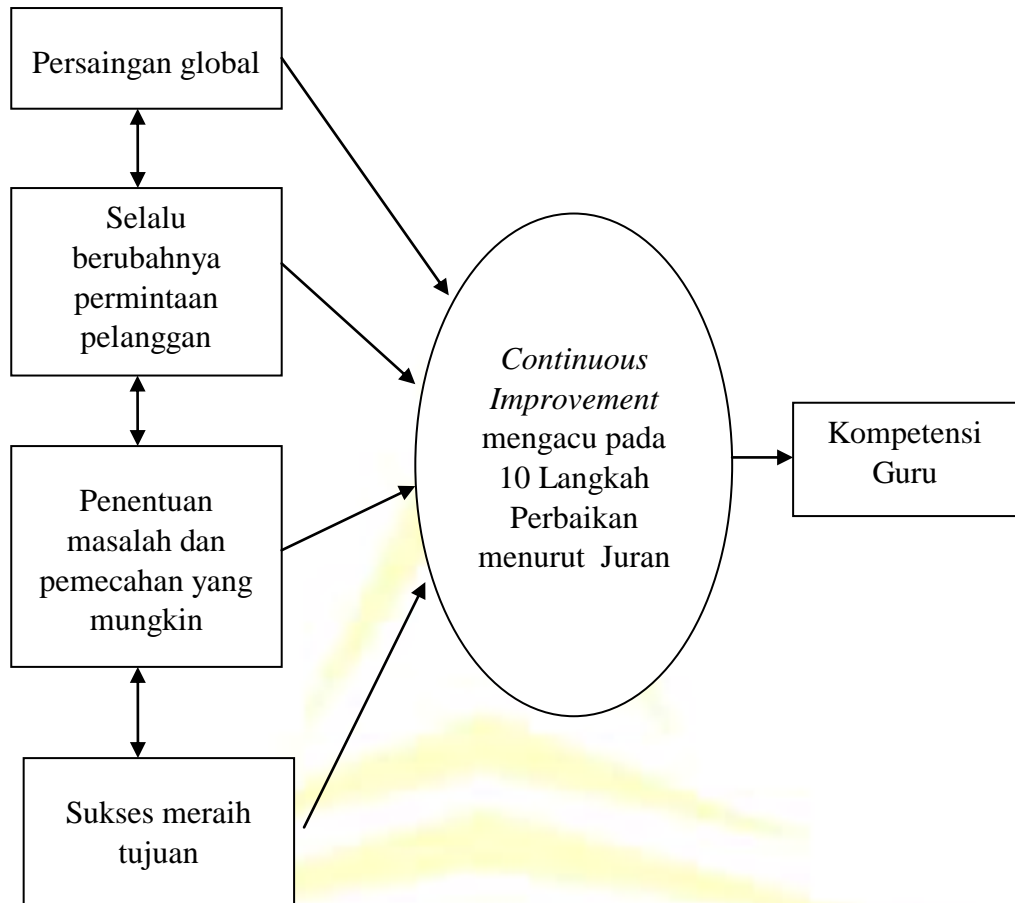 Persaingan global
Selalu
berubahnya
permintaan
pelanggan
Penentuan
masalah dan
pemecahan yang
mungkin
Sukses meraih
tujuan
Continuous
Improvement
mengacu pada
10 Langkah
Perbaikan
menurut Juran
Kompetensi
Guru